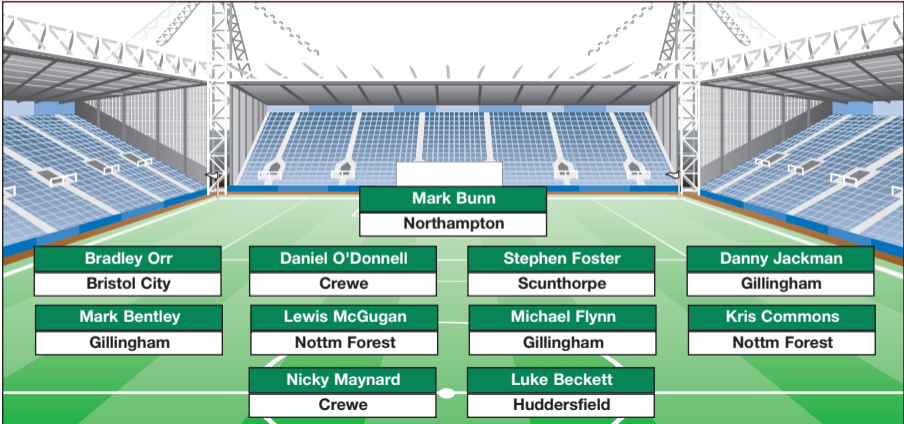 Mark Bunn
Northampton
Bradley Orr
Bristol City
Daniel O'Donnell
Crewe
Stephen Foster
Scunthorpe
Danny Jackman
Gillingham
Mark Bentley
Gillingham
Lewis McGugan
Nottm Forest
Michael Flynn
Gillingham
Kris Commons
Nottm Forest
Nicky Maynard
Crewe
Luke Beckett
Huddersfield